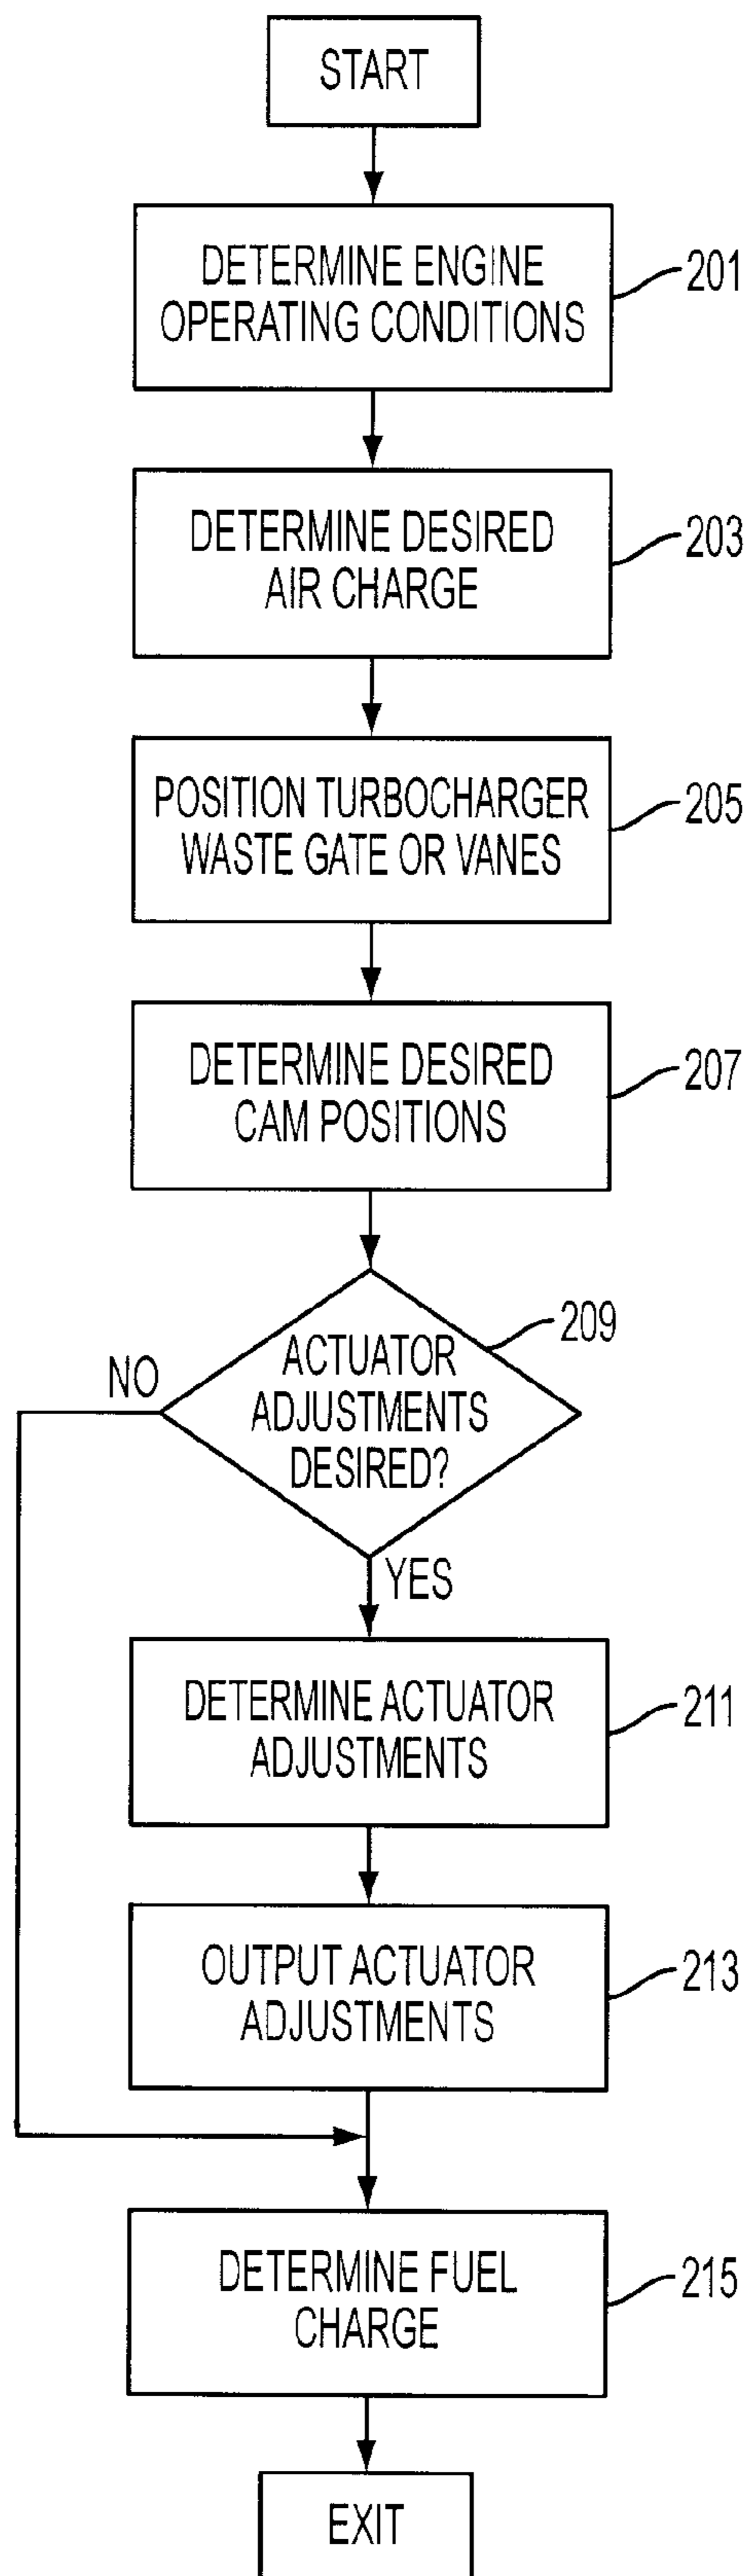 START
DETERMINE ENGINE
OPERATING CONDITIONS
201
DETERMINE DESIRED
AIR CHARGE
203
POSITION TURBOCHARGER
WASTE GATE OR VANES
205
DETERMINE DESIRED
CAM POSITIONS
207
209
ACTUATOR
ADJUSTMENTS
DESIRED?
NO
YES
DETERMINE ACTUATOR
ADJUSTMENTS
211
OUTPUT ACTUATOR
ADJUSTMENTS
213
DETERMINE FUEL
CHARGE
215
EXIT